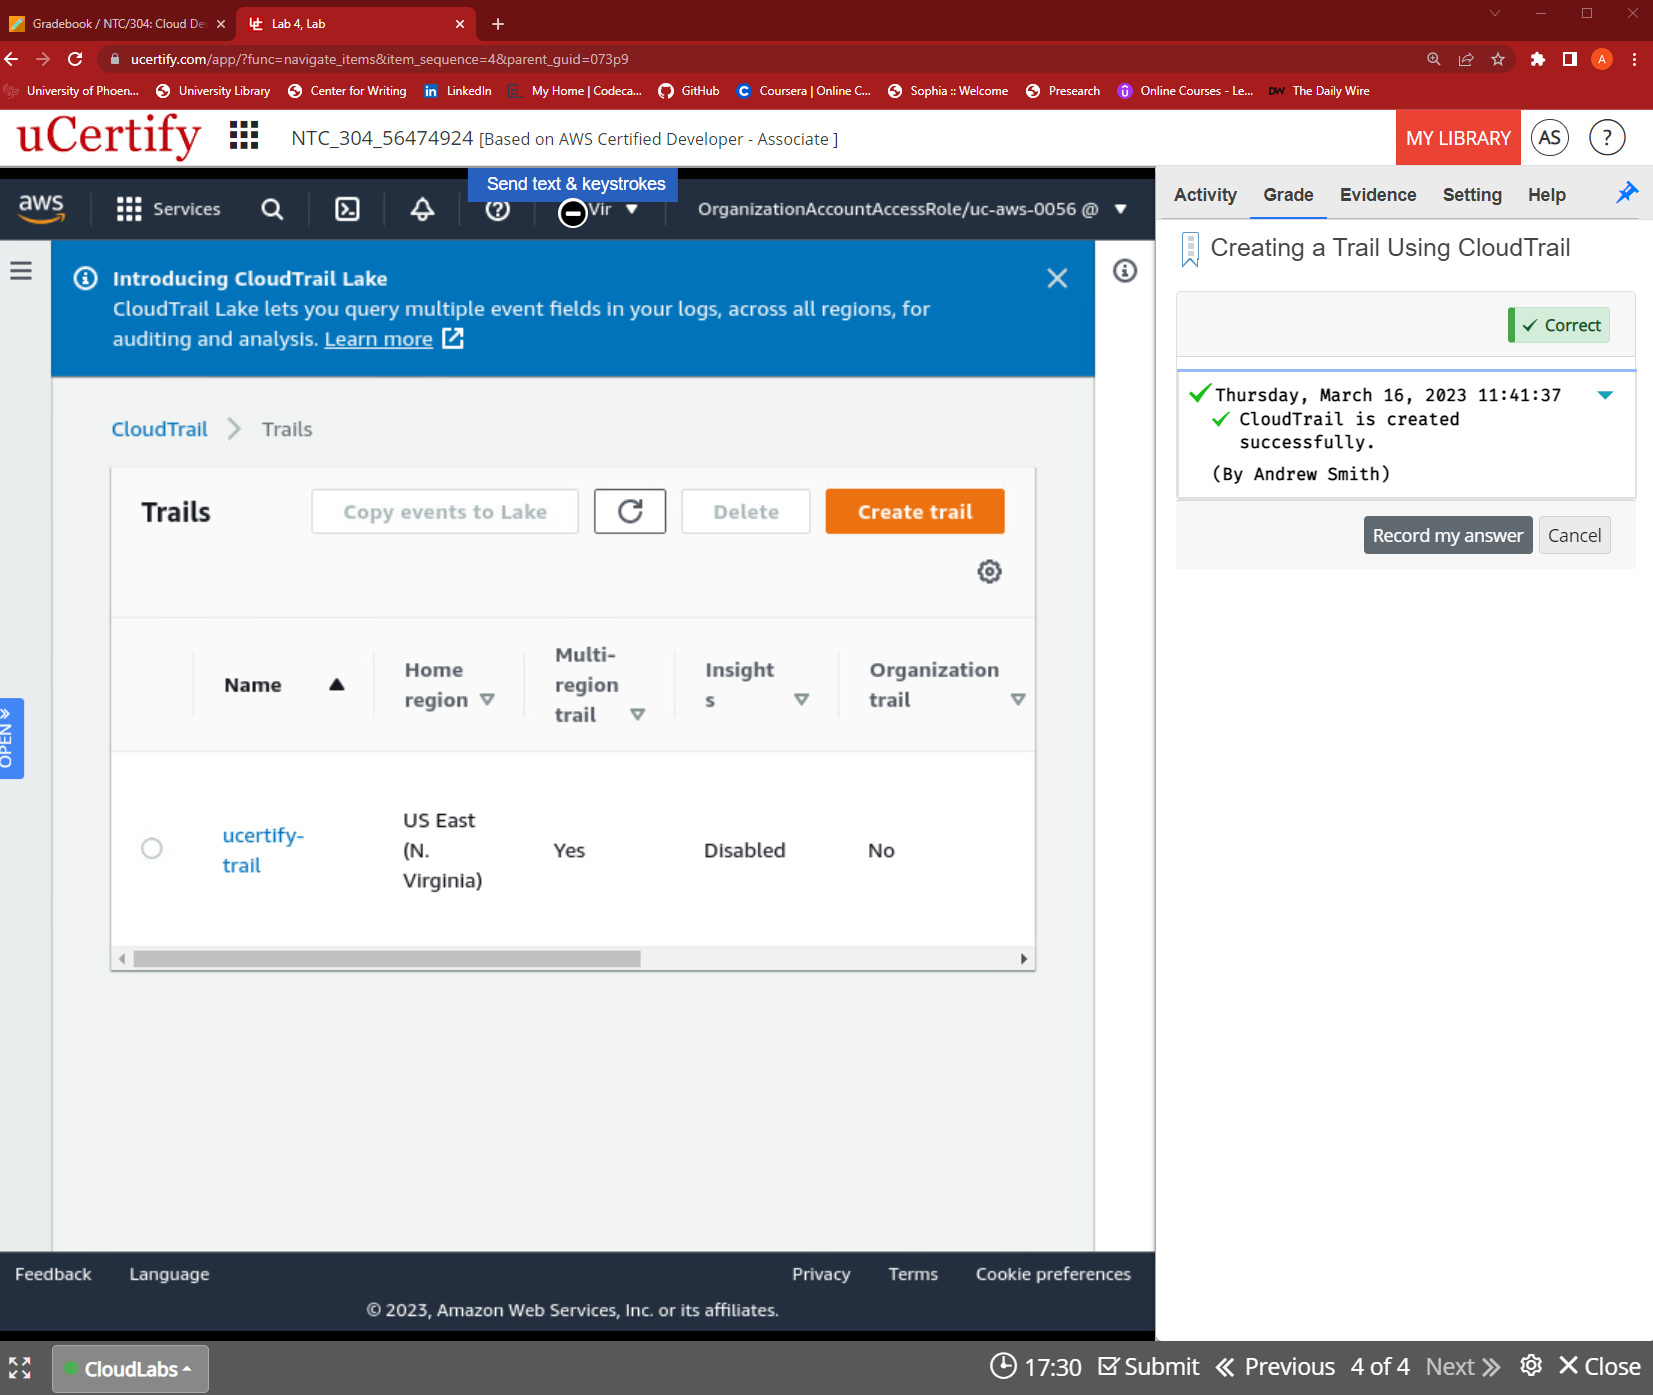 Gradebook / NTC/304: Cloud De
Lab 4, Lab
ucertify.com/app/?func=navigate_items&item_sequence=4&parent_guid=073p9
A
University of Phoen...
University Library
Center for Writing
LinkedIn
My Home | Codeca...
GitHub
Coursera | Online C...
Sophia :: Welcome
Presearch
Online Courses - Le...
DW The Daily Wire
uCertify
NTC_304_56474924 [Based on AWS Certified Developer - Associate ]
MY LIBRARY
AS
?
aws
Services
Send text & keystrokes
Vir
OrganizationAccountAccessRole/uc-aws-0056 @
Introducing CloudTrail Lake
CloudTrail Lake lets you query multiple event fields in your logs, across all regions, for
auditing and analysis. Learn more
CloudTrail
Trails
Trails
Copy events to Lake
Delete
Create trail
Name
Home
region
Multi-
region
trail
Insight
s
Organization
trail
ucertify-
trail
US East
(N.
Virginia)
Yes
Disabled
No
OPEN »
Feedback
Language
Privacy
Terms
Cookie preferences
© 2023, Amazon Web Services, Inc. or its affiliates.
Activity
Grade
Evidence
Setting
Help
Creating a Trail Using CloudTrail
Correct
Thursday, March 16, 2023 11:41:37
CloudTrail is created
successfully.
(By Andrew Smith)
Record my answer
Cancel
CloudLabs
17:30
Submit
Previous
4 of 4
Next
Close